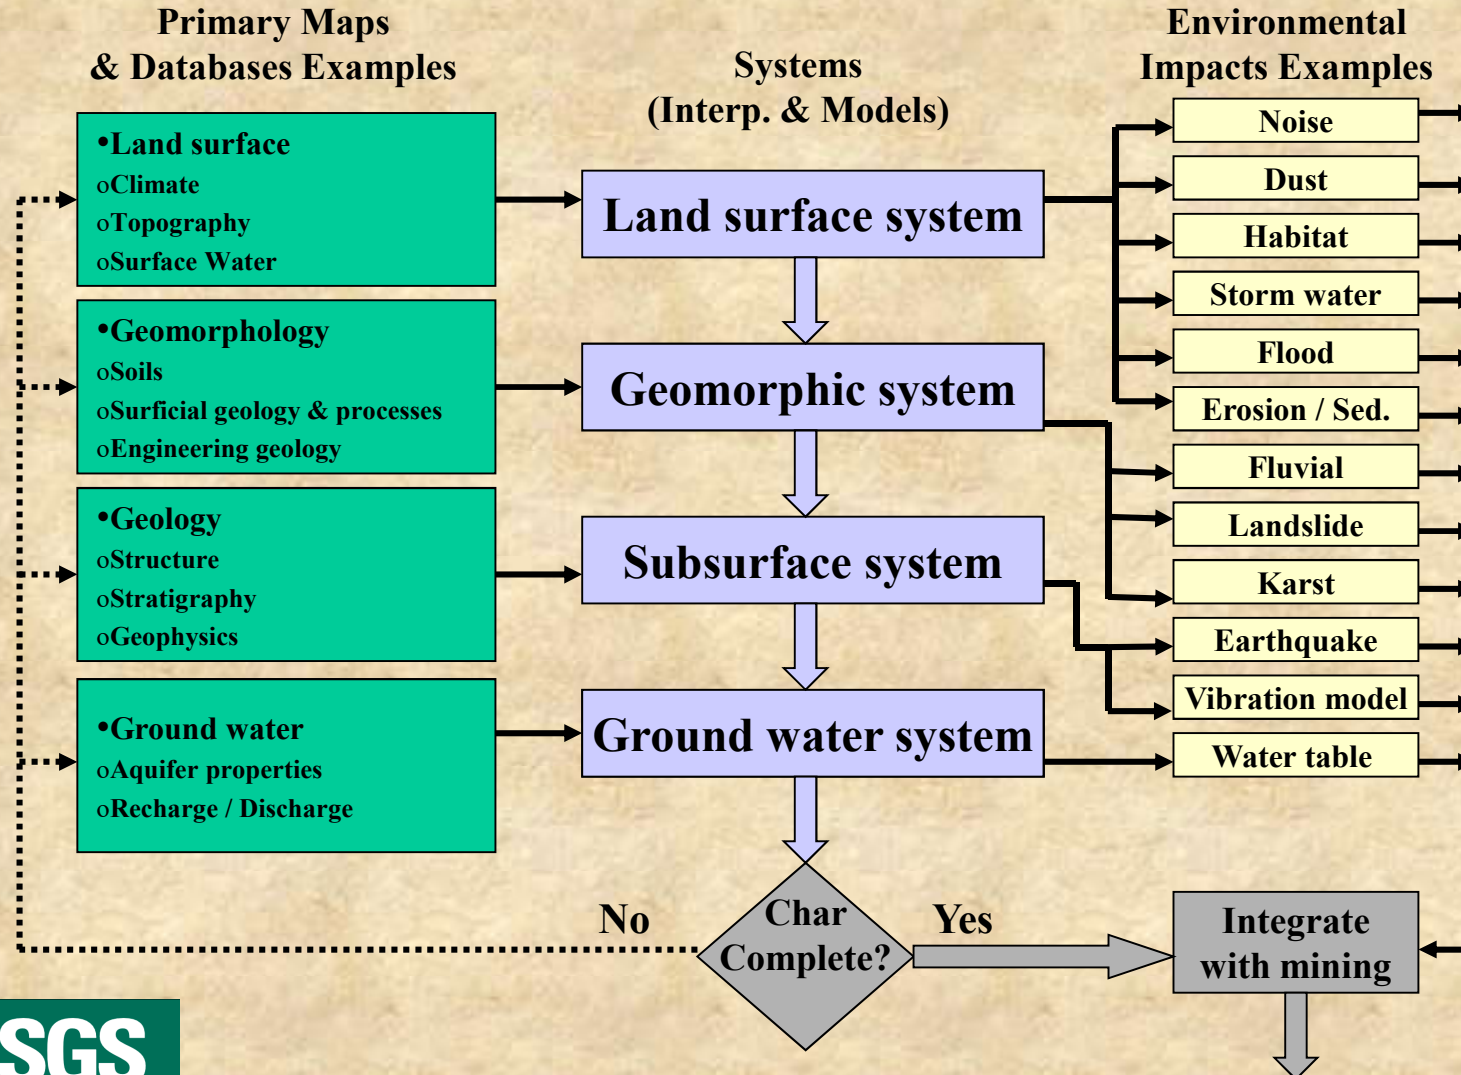 Primary Maps
& Databases Examples
Systems
(Interp. & Models)
Environmental
Impacts Examples
•Land surface
oClimate
oTopography
oSurface Water
•Geomorphology
oSoils
oSurficial geology & processes
oEngineering geology
•Geology
oStructure
oStratigraphy
oGeophysics
•Ground water
oAquifer properties
oRecharge / Discharge
Land surface system
Geomorphic system
Subsurface system
Ground water system
Noise
Dust
Habitat
Storm water
Flood
Erosion / Sed.
Fluvial
Landslide
Karst
Earthquake
Vibration model
Water table
No
Char
Complete?
Yes
Integrate
with mining
SGS